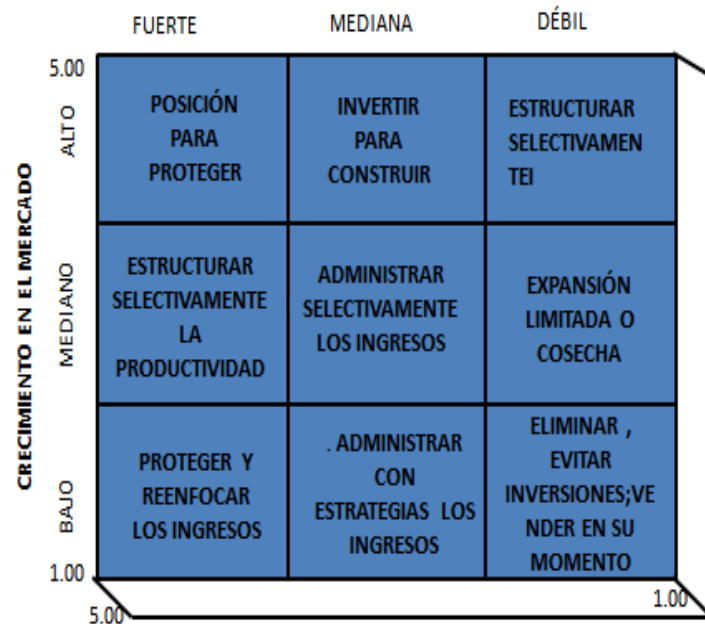 FUERTE
MEDIANA
DÉBIL
5.00
ALTO
POSICIÓN
PARA
PROTEGER
INVERTIR
PARA
CONSTRUIR
ESTRUCTURAR
SELECTIVAMEN
TEI
CRECIMIENTO EN EL MERCADO
MEDIANO
ESTRUCTURAR
SELECTIVAMENTE
LA
PRODUCTIVIDAD
ADMINISTRAR
SELECTIVAMENTE
LOS INGRESOS
EXPANSIÓN
LIMITADA O
COSECHA
BAJO
PROTEGER Y
REENFOCAR
LOS INGRESOS
. ADMINISTRAR
CON
ESTRATEGIAS LOS
INGRESOS
ELIMINAR ,
EVITAR
INVERSIONES;VE
NDER EN SU
MOMENTO
1.00
5.00
1.00